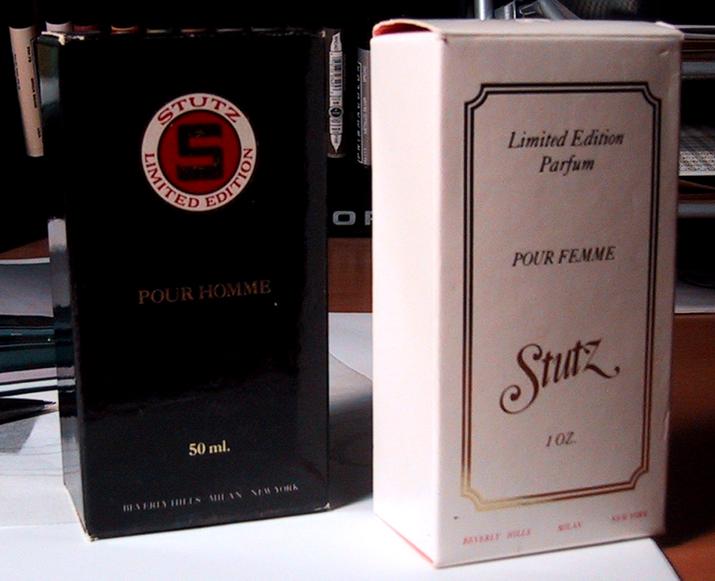 STUTZ
S
LIMITED EDITION
POUR HOMME
50 ml.
BEVERLY HILLS MILAN NEW YORK
Limited Edition
Parfum
POUR FEMME
Stutz
1 OZ.
BEVERLY HILLS MILAN NEW YORK